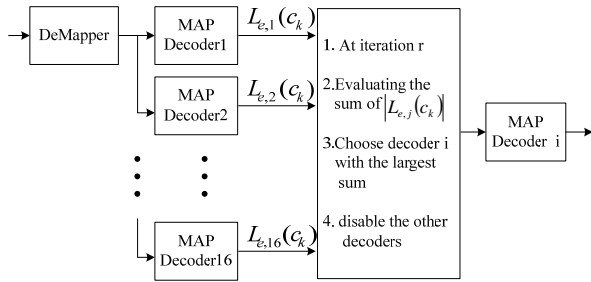 DeMapper
MAP
Decoder1
L_{e,1}(c_k)
MAP
Decoder2
L_{e,2}(c_k)
MAP
Decoder16
L_{e,16}(c_k)
1. At iteration r
2.Evaluating the
sum of |L_{e,j}(c_k)|
3.Choose decoder i
with the largest
sum
4. disable the other
decoders
MAP
Decoder i